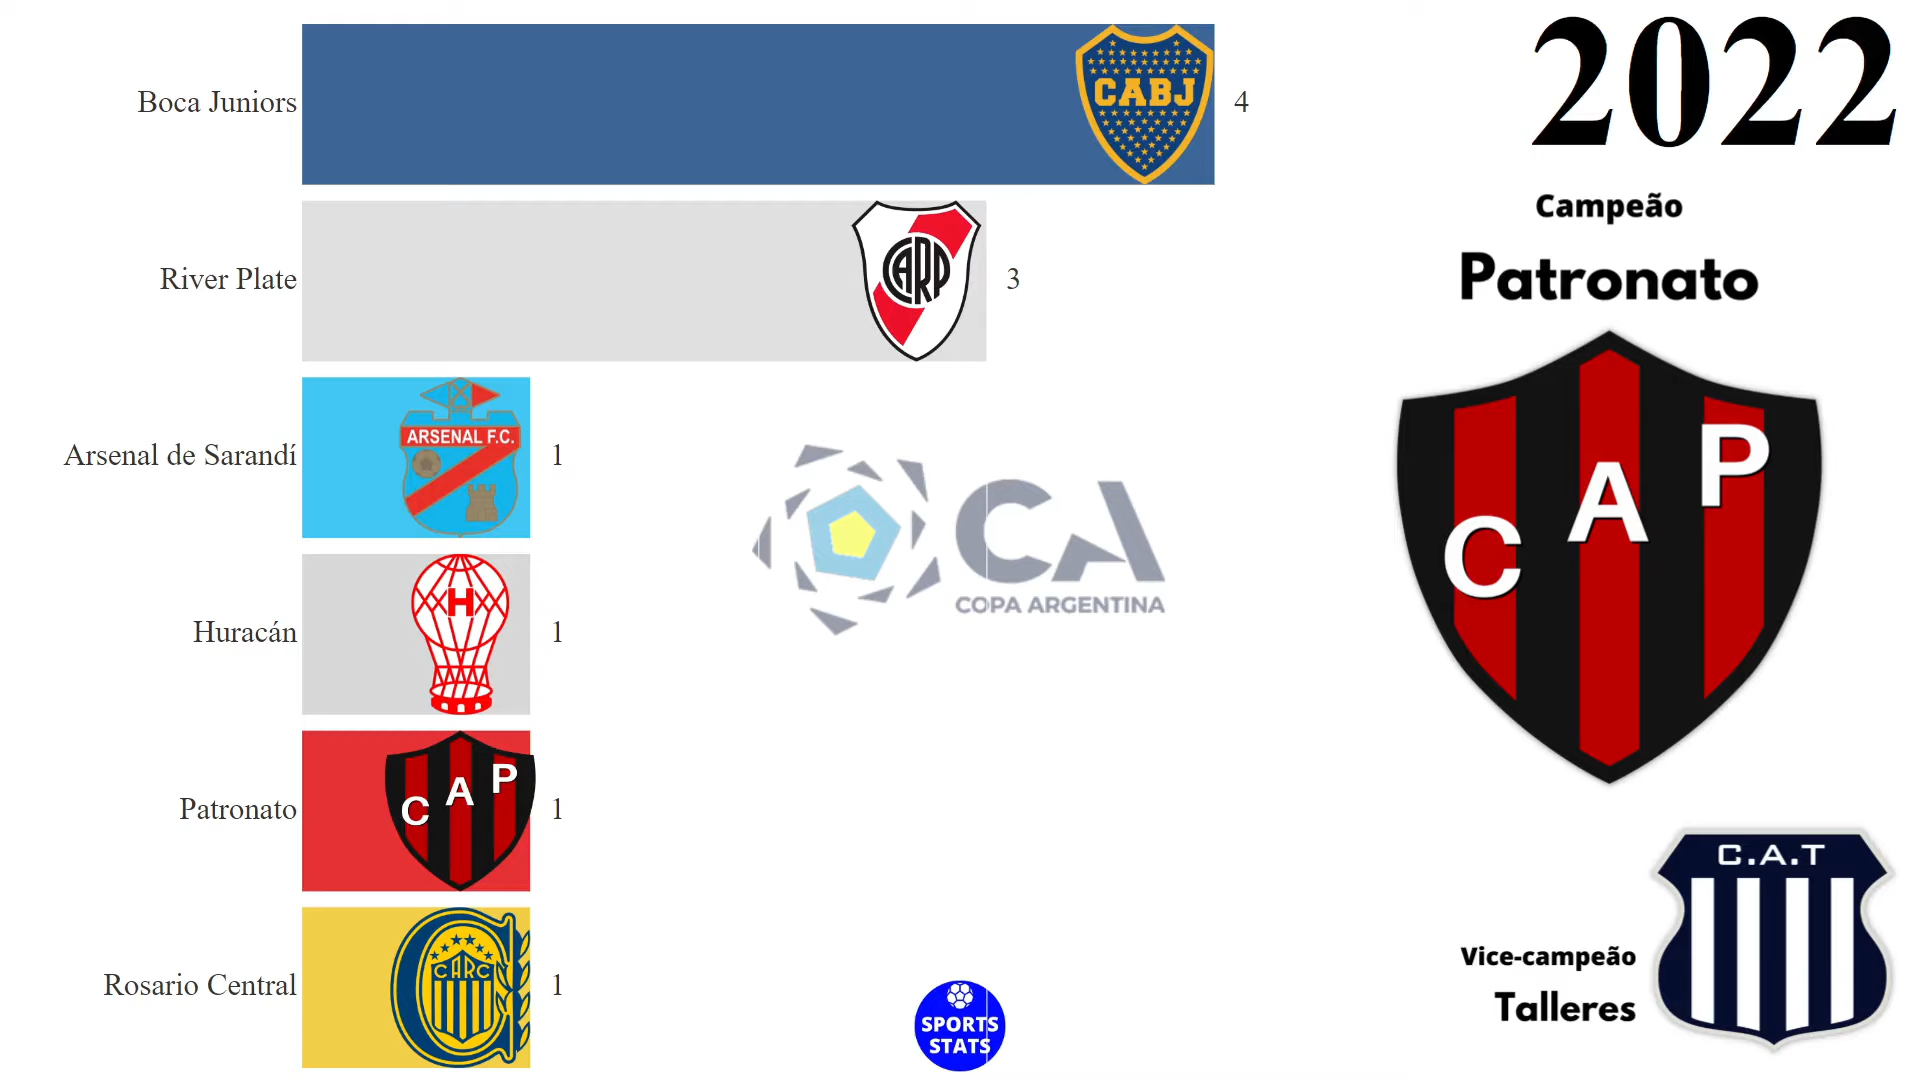 Boca Juniors
CABJ
4
River Plate
CARP
3
Arsenal de Sarandí
ARSENAL F.C.
1
Huracán
H
1
Patronato
C A P
1
Rosario Central
CARC
1
CA
COPA ARGENTINA
SPORTS
STATS
2022
Campeão
Patronato
C A P
C.A.T
Vice-campeão
Talleres